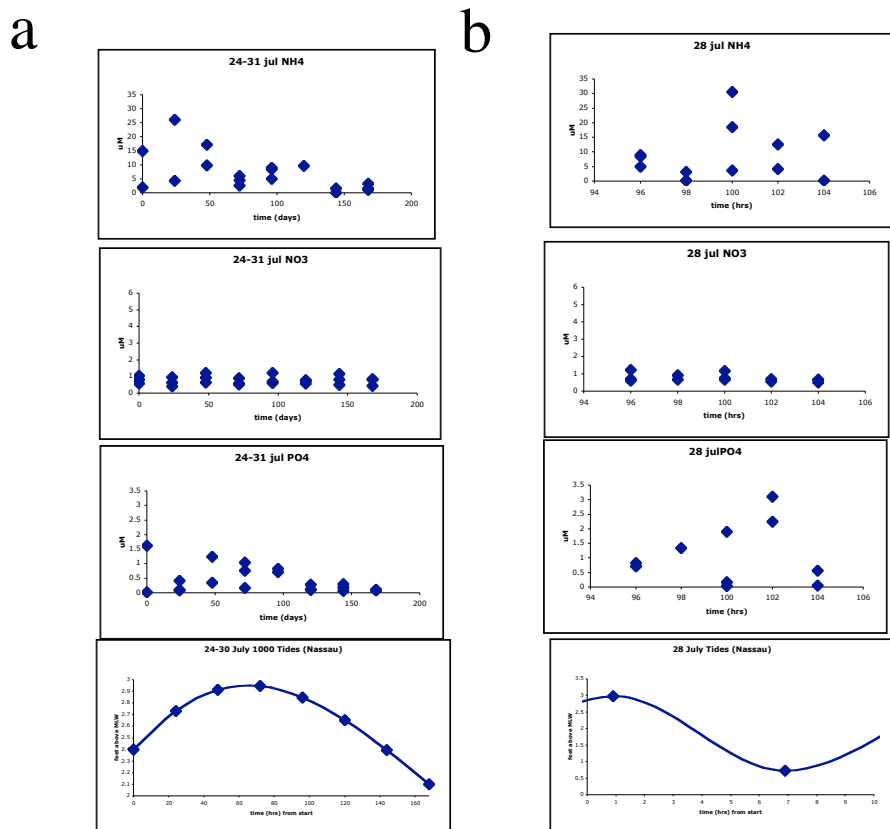 a
24-31 jul NH4
uM
35
30
25
20
15
10
5
0
0 50 100 150 200
time (days)
24-31 jul NO3
uM
6
5
4
3
2
1
0
0 50 100 150 200
time (days)
24-31 jul PO4
uM
3.5
3
2.5
2
1.5
1
0.5
0
0 50 100 150 200
time (days)
24-30 July 1000 Tides (Nassau)
feet above MLW
3
2.9
2.8
2.7
2.6
2.5
2.4
2.3
2.2
2.1
2
0 20 40 60 80 100 120 140 160
time (hrs) from start
b
28 jul NH4
uM
35
30
25
20
15
10
5
0
94 96 98 100 102 104 106
time (hrs)
28 jul NO3
uM
6
5
4
3
2
1
0
94 96 98 100 102 104 106
time (hrs)
28 julPO4
uM
3.5
3
2.5
2
1.5
1
0.5
0
94 96 98 100 102 104 106
time (hrs)
28 July Tides (Nassau)
feet above MLW
3.5
3
2.5
2
1.5
1
0.5
0
0 1 2 3 4 5 6 7 8 9 10
time (hrs) from start